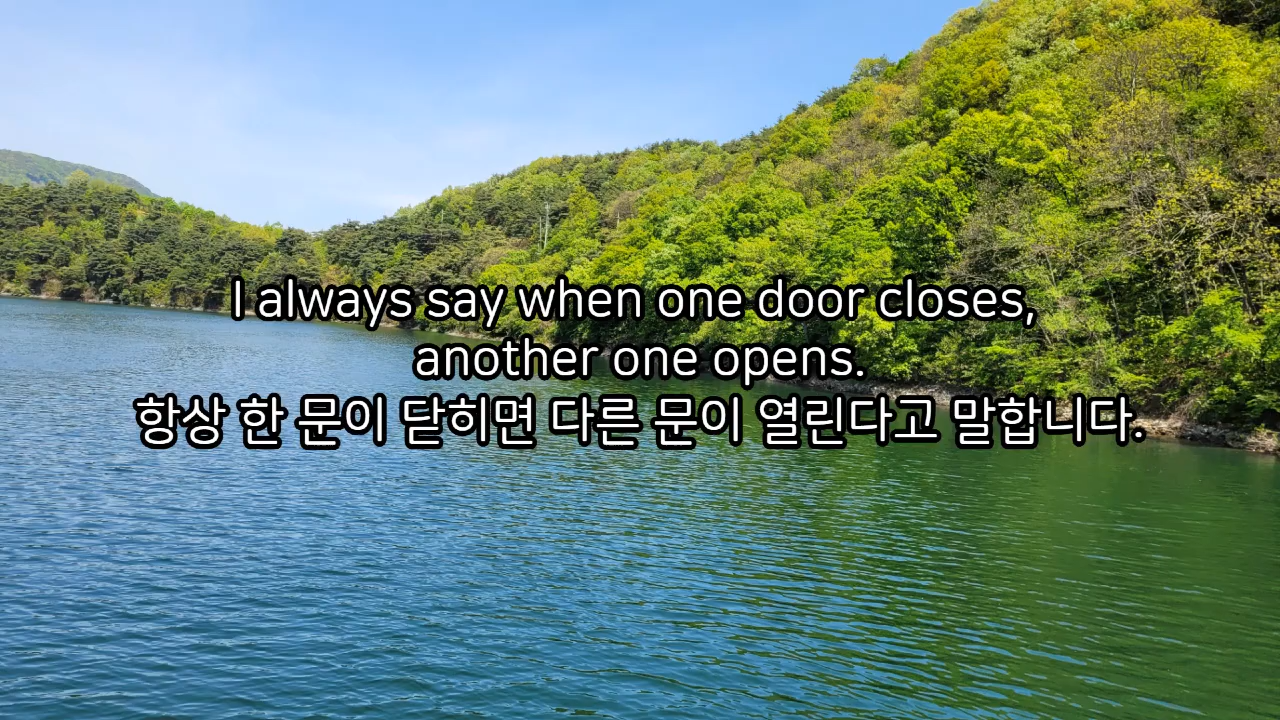 I always say when one door closes,
another one opens.
항상 한 문이 닫히면 다른 문이 열린다고 말합니다.